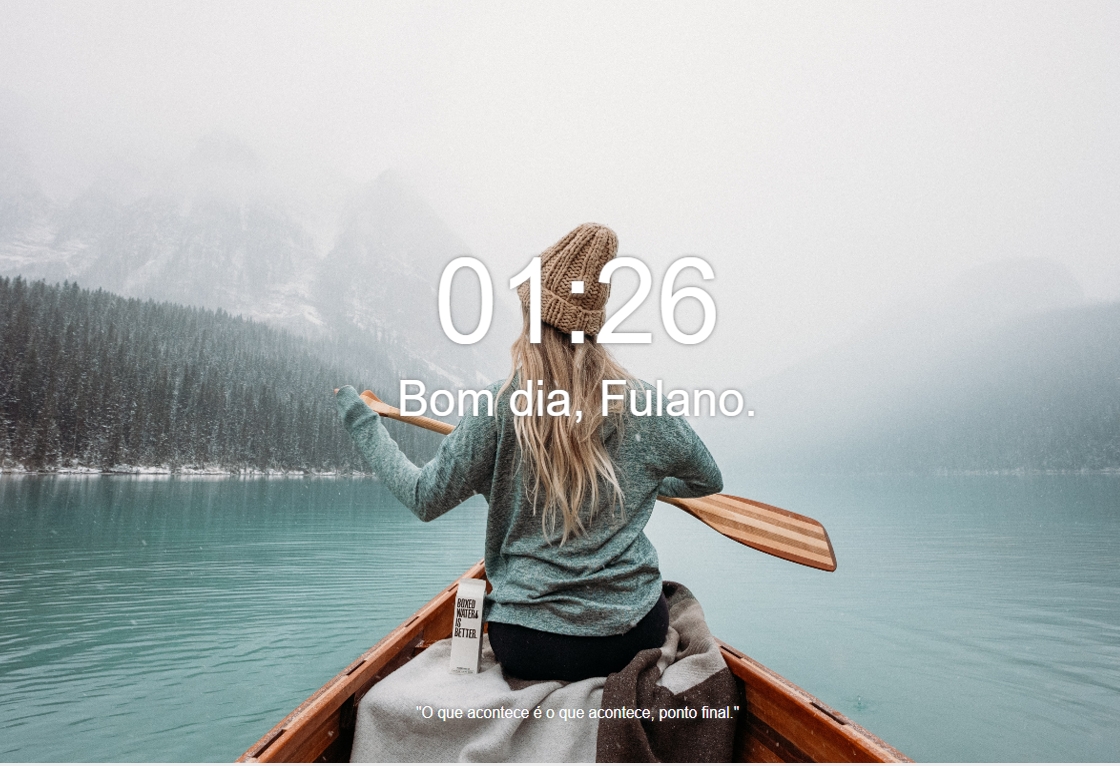 01:26
Bom dia, Fulano.
BOXED
WATER
IS
BETTER.
"O que acontece é o que acontece, ponto final."